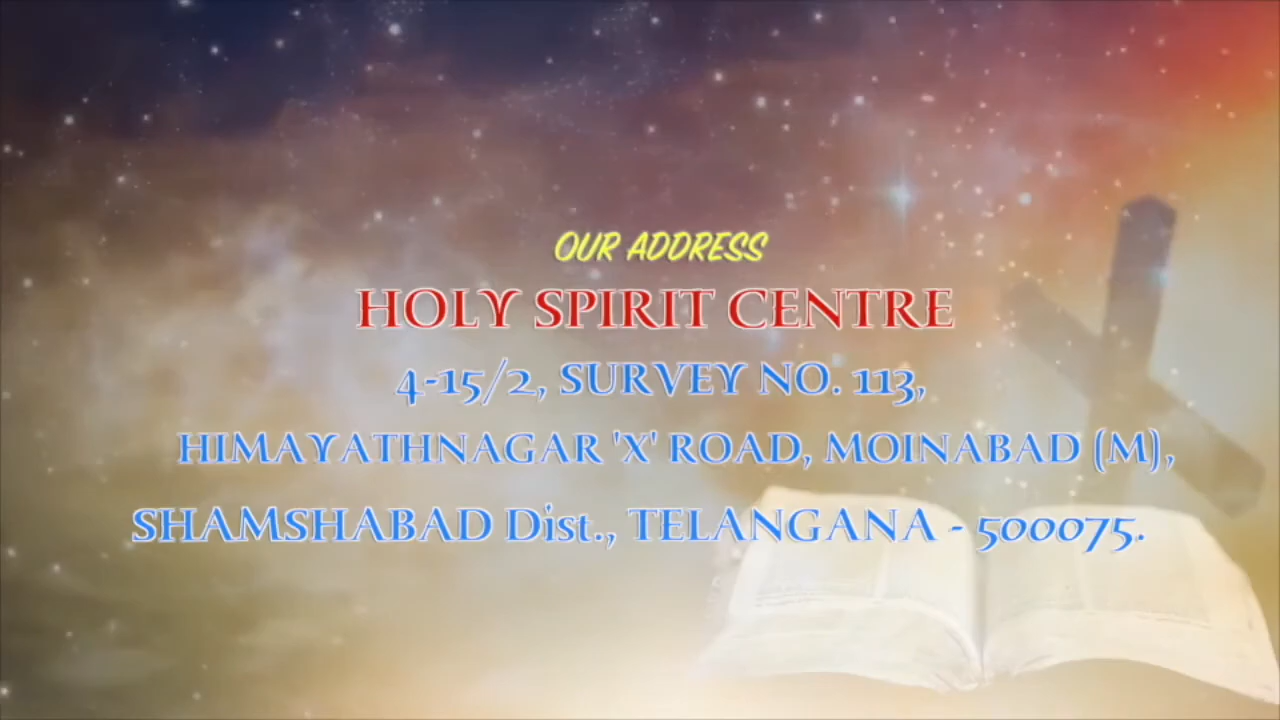 OUR ADDRESS
HOLY SPIRIT CENTRE
4-15/2, SURVEY NO. 113,
HIMAYATHNAGAR 'X' ROAD, MOINABAD (M),
SHAMSHABAD Dist., TELANGANA - 500075.